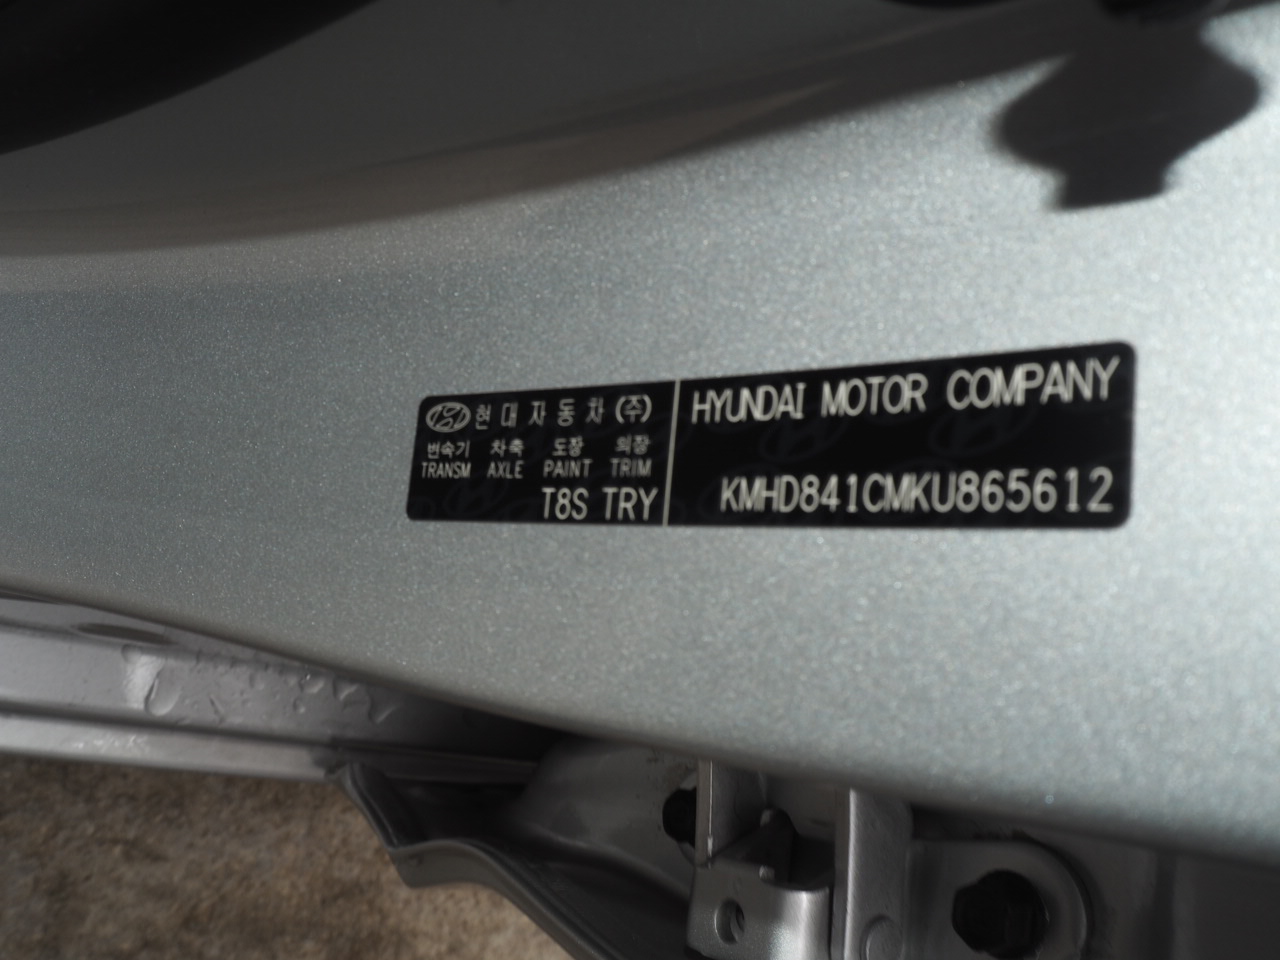 현대자동차(주)
변속기 차축 도장 의장
TRANSM AXLE PAINT TRIM
T8S TRY
HYUNDAI MOTOR COMPANY
KMHD841CMKU865612